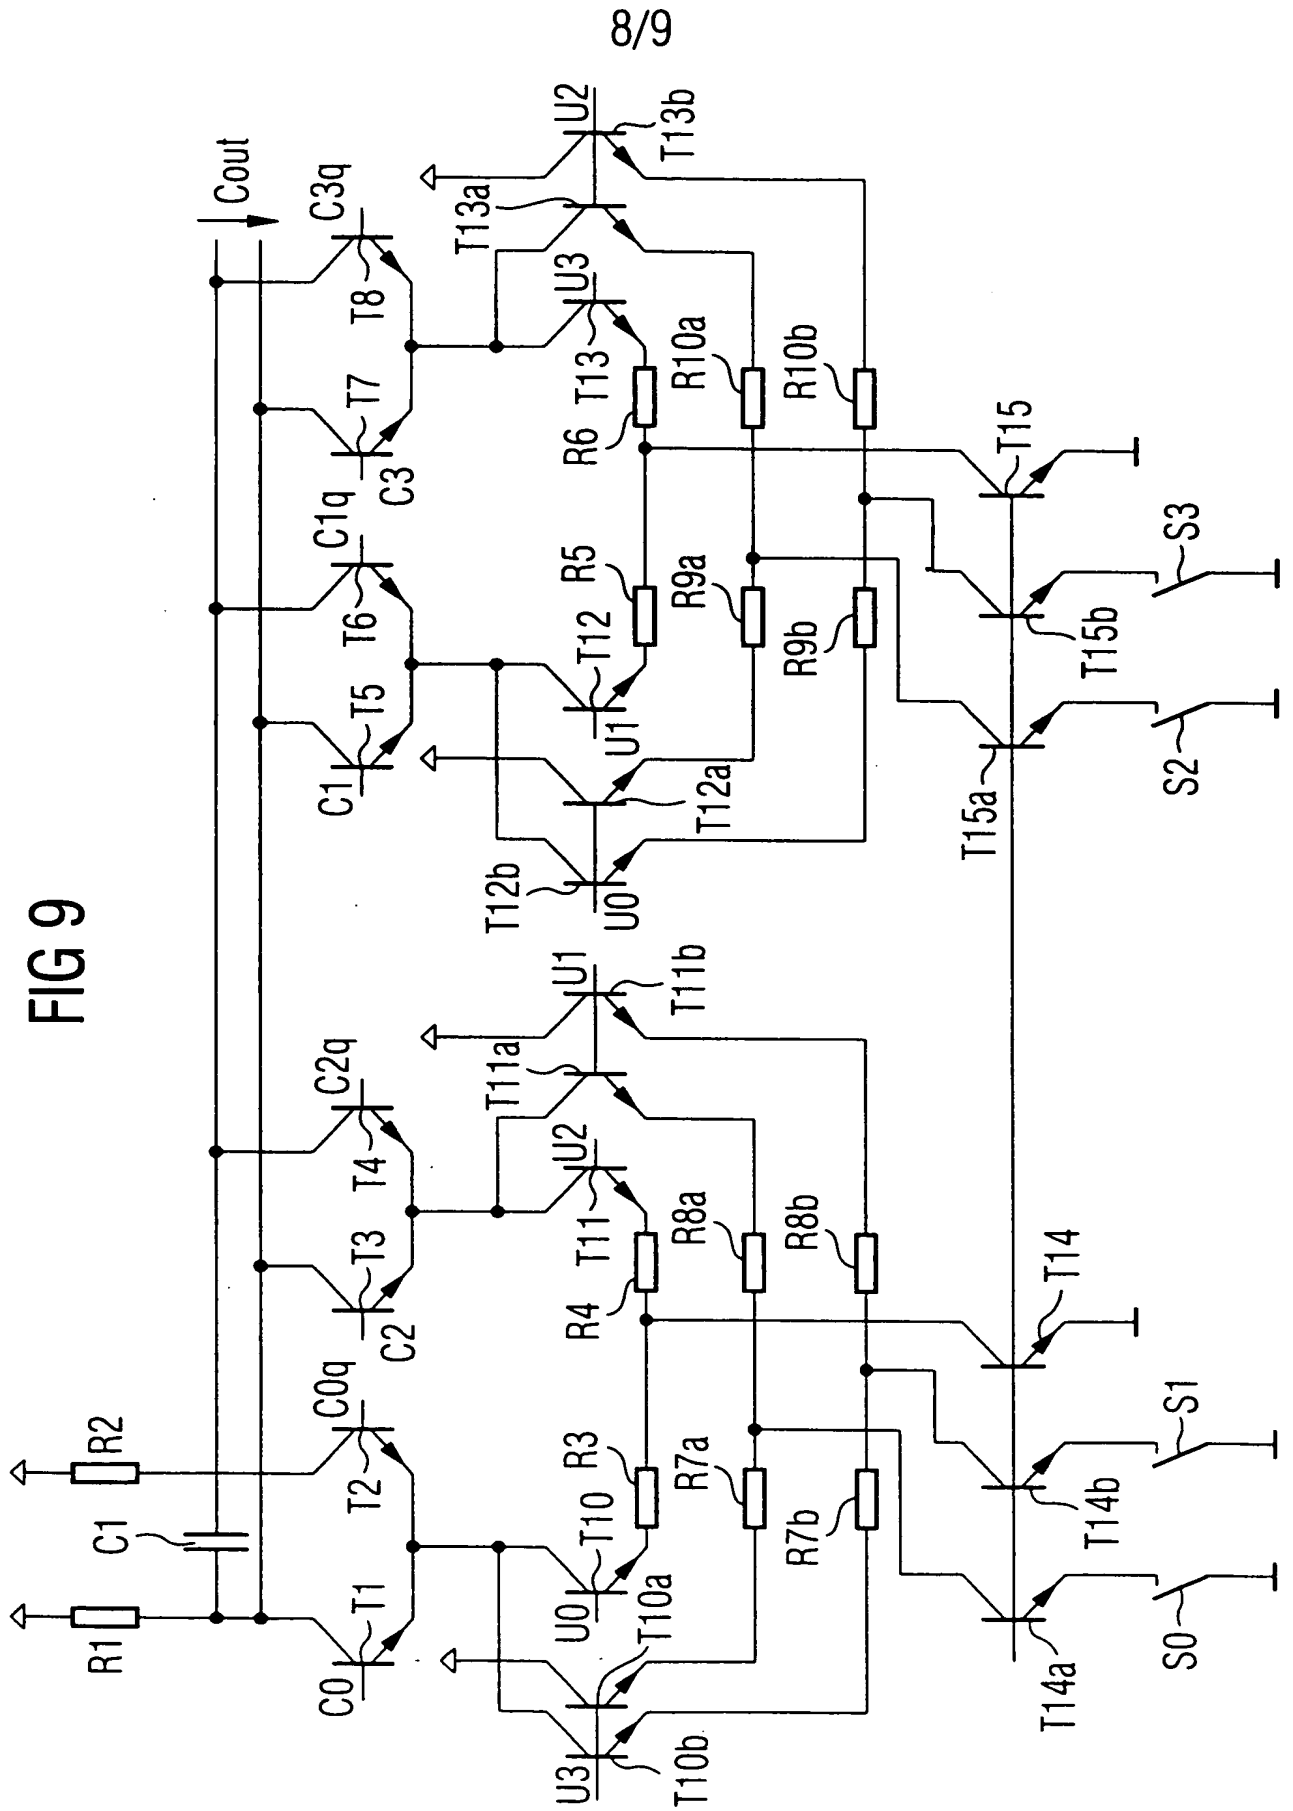 8/9
FIG 9
Cout
R1
C1
R2
C0
T1
T2
C0q
C2
T3
T4
C2q
C1
T5
T6
C1q
C3
T7
T8
C3q
U3
T10b
T10a
U0
T10
R3
R4
T11
U2
T11a
U1
T11b
T12b
U0
T12a
U1
T12
R5
R6
T13
U3
T13a
U2
T13b
R7a
R8a
R9a
R10a
R7b
R8b
R9b
R10b
T14a
T14b
T14
T15a
T15b
T15
S0
S1
S2
S3